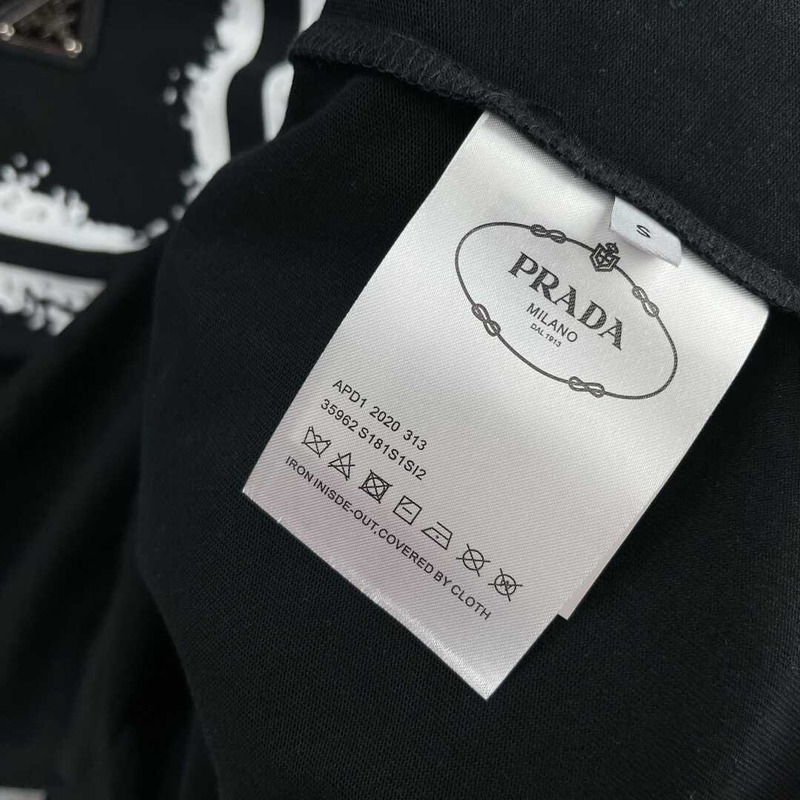 S
PRADA
MILANO
DAL 1913
APD1 2020 313
35962 S181S1SI2
IRON INISDE-OUT,COVERED BY CLOTH